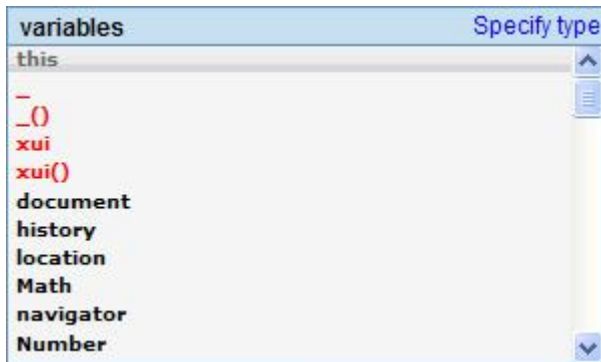 variables Specify type
this
_
_()
xui
xui()
document
history
location
Math
navigator
Number